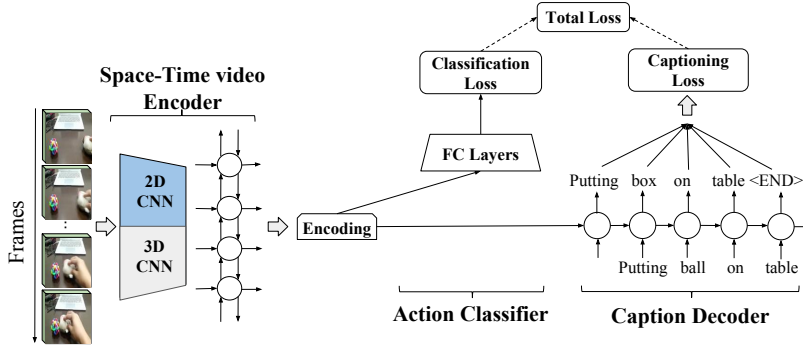 Total Loss
Classification
Loss
Captioning
Loss
Space-Time video
Encoder
Frames
2D
CNN
3D
CNN
FC Layers
Encoding
Putting box on table <END>
Putting ball on table
Action Classifier
Caption Decoder